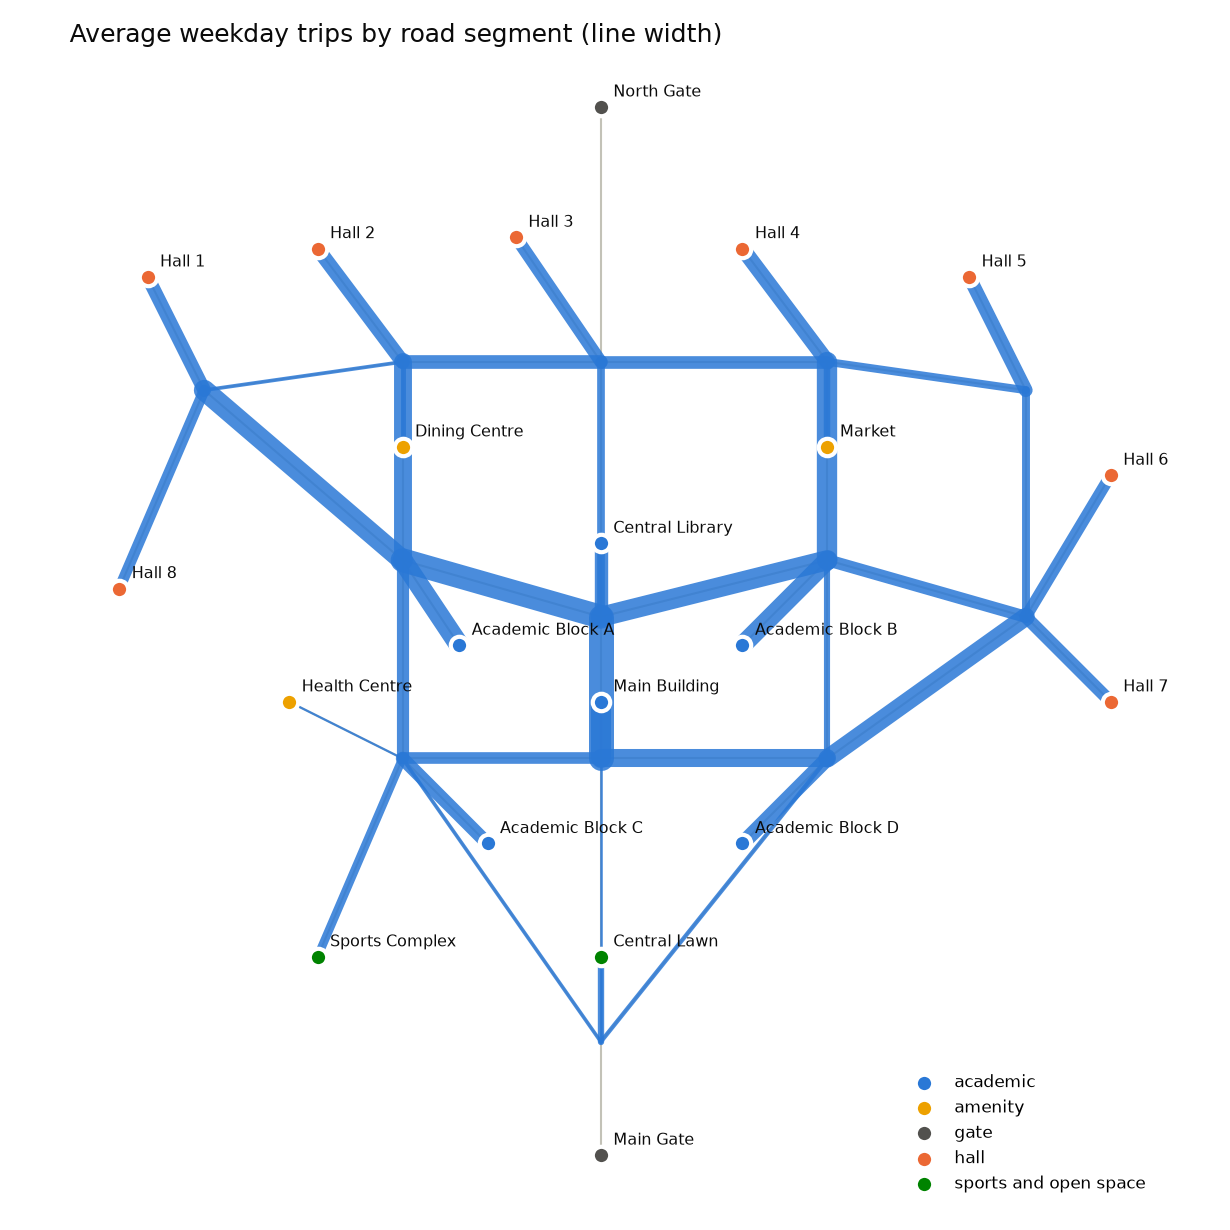 Average weekday trips by road segment (line width)
North Gate
Hall 3
Hall 2
Hall 4
Hall 1
Hall 5
Dining Centre
Market
Hall 6
Central Library
Hall 8
Academic Block A
Academic Block B
Health Centre
Main Building
Hall 7
Academic Block C
Academic Block D
Sports Complex
Central Lawn
Main Gate
academic
amenity
gate
hall
sports and open space